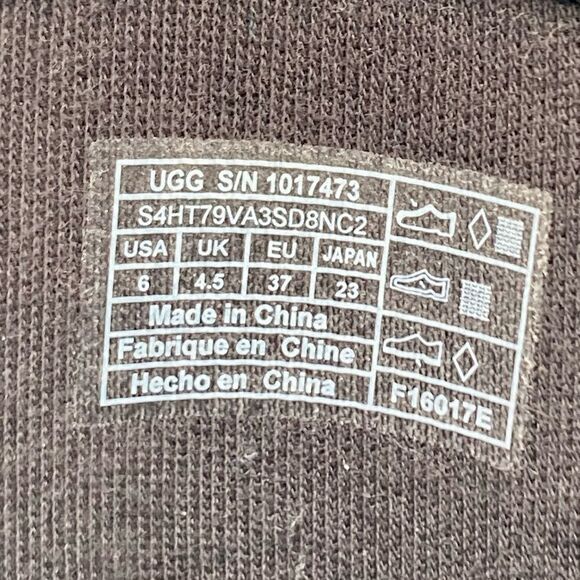 UGG S/N 1017473
S4HT79VA3SD8NC2
USA UK EU JAPAN
6 4.5 37 23
Made in China
Fabrique en Chine
Hecho en China
F16017E